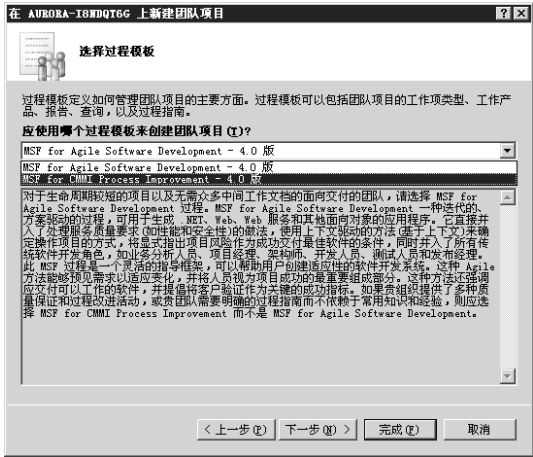 在 AURORA-I8NDQT6G 上新建团队项目
选择过程模板
过程模板定义如何管理团队项目的主要方面。过程模板可以包括团队项目的工作项类型、工作产
品、报告、查询，以及过程指南。
应使用哪个过程模板来创建团队项目(T)?
MSF for Agile Software Development - 4.0 版
MSF for Agile Software Development - 4.0 版
MSF for CMMI Process Improvement - 4.0 版
对于生命周期较短的项目以及无需众多中间工作文档的面向交付的团队，请选择 MSF for
Agile Software Development 过程。MSF for Agile Software Development 一种迭代的、
方案驱动的过程，可用于生成 .NET、Web、Web 服务和其他面向对象的应用程序。它直接并
入了处理服务质量要求(如性能和安全性)的做法，使用上下文驱动的方法(基于上下文)来确
定操作项目的方式，将显式指出项目风险作为成功交付最佳软件的条件，同时并入了所有传
统软件开发角色，如业务分析人员、项目经理、架构师、开发人员、测试人员和发布经理。
此 MSF 过程是一个灵活的指导框架，可以帮助用户创建适应性的软件开发系统。这种 Agile
方法能够预见需求以适应变化，并将人员视为项目成功的最重要组成部分。这种方法还强调
应交付可以工作的软件，并提倡将客户验证作为关键的成功指标。如果贵组织提供了多种质
量保证和过程改进活动，或贵团队需要明确的过程指南而不依赖于常用知识和经验，则应选
择 MSF for CMMI Process Improvement 而不是 MSF for Agile Software Development。
< 上一步(P)
下一步(N) >
完成(F)
取消